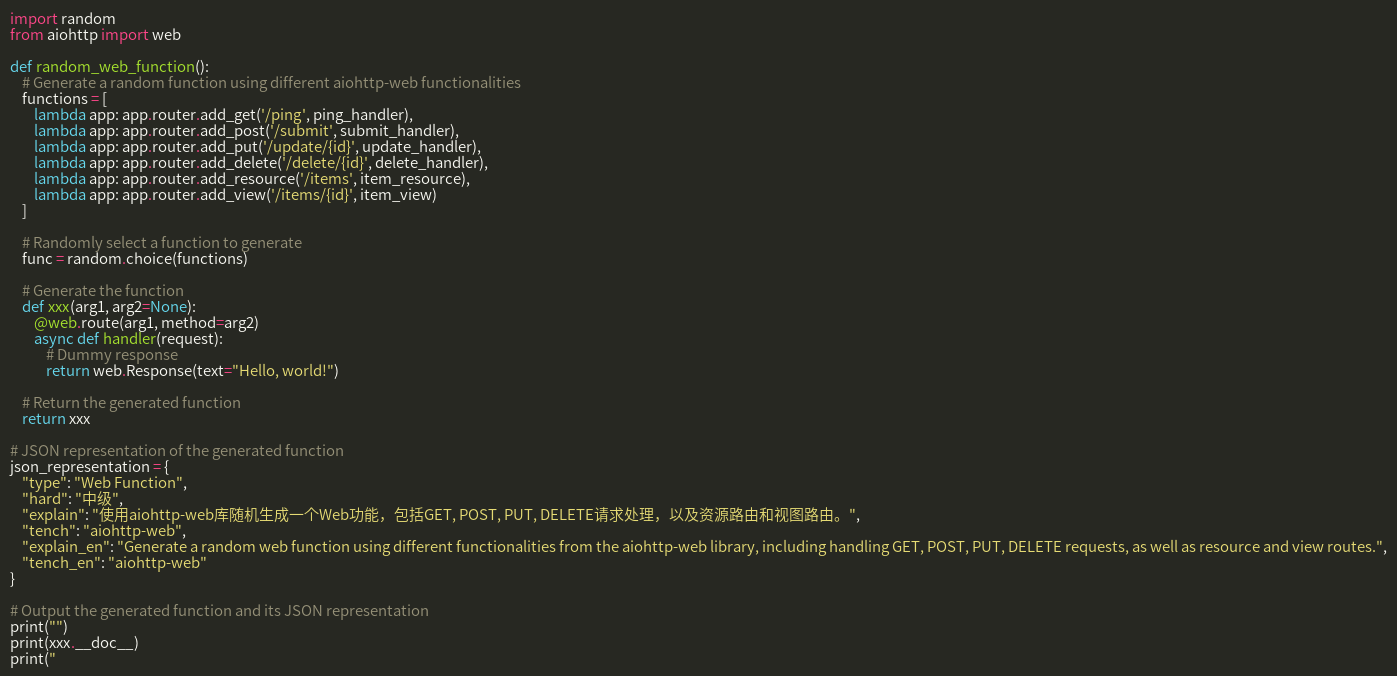 import random
from aiohttp import web
def random_web_function():
# Generate a random function using different aiohttp-web functionalities
functions = [
lambda app: app.router.add_get('/ping', ping_handler),
lambda app: app.router.add_post('/submit', submit_handler),
lambda app: app.router.add_put('/update/{id}', update_handler),
lambda app: app.router.add_delete('/delete/{id}', delete_handler),
lambda app: app.router.add_resource('/items', item_resource),
lambda app: app.router.add_view('/items/{id}', item_view)
]
# Randomly select a function to generate
func = random.choice(functions)
# Generate the function
def xxx(arg1, arg2=None):
@web.route(arg1, method=arg2)
async def handler(request):
# Dummy response
return web.Response(text="Hello, world!")
# Return the generated function
return xxx
# JSON representation of the generated function
json_representation = {
"type": "Web Function",
"hard": "中级",
"explain": "使用aiohttp-web库随机生成一个Web功能，包括GET, POST, PUT, DELETE请求处理，以及资源路由和视图路由。",
"tench": "aiohttp-web",
"explain_en": "Generate a random web function using different functionalities from the aiohttp-web library, including handling GET, POST, PUT, DELETE requests, as well as resource and view routes.",
"tench_en": "aiohttp-web"
}
# Output the generated function and its JSON representation
print("")
print(xxx.__doc__)
print("